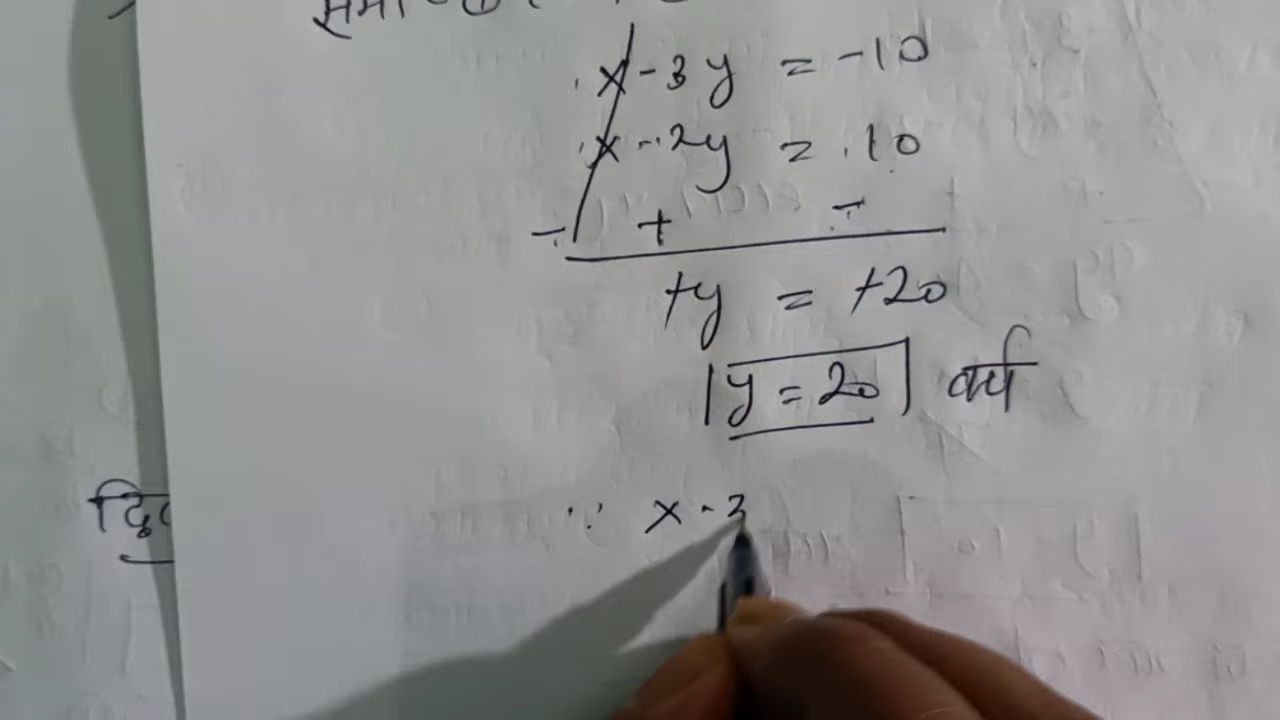 x - 3y = -10
x - 2y = 10
- + -
+y = +20
y = 20 वर्ष
∵ x - 3